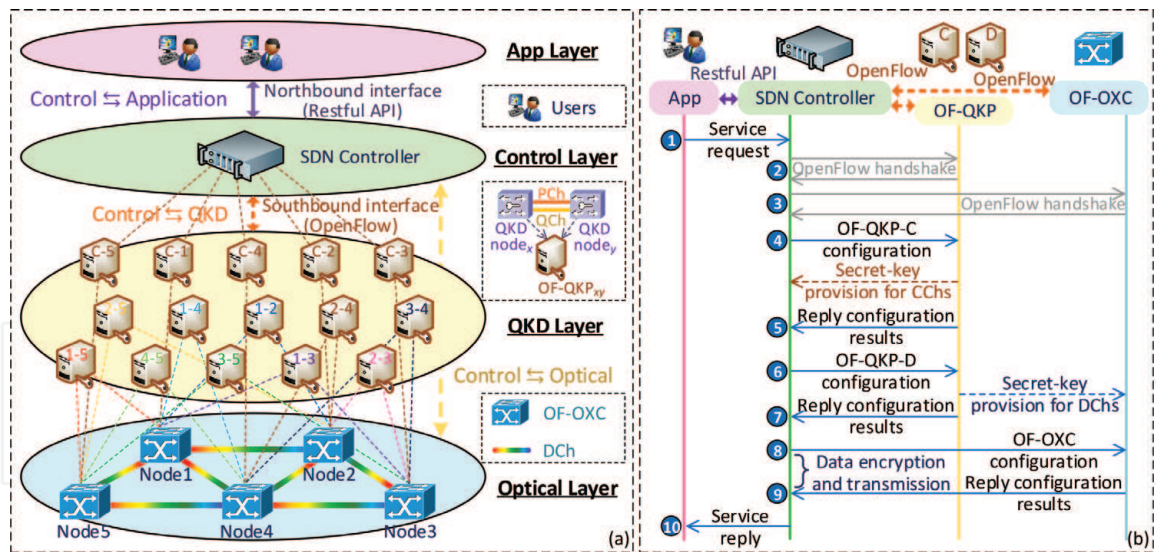 App Layer
Control ⇆ Application
Northbound interface
(Restful API)
Users
SDN Controller
Control Layer
Control ⇆ QKD
Southbound interface
(OpenFlow)
PCh
QCh
QKD
nodex
QKD
nodey
OF-QKPxy
C-5
C-1
C-4
C-2
C-3
1-4
1-2
2-4
3-4
QKD Layer
1-5
4-5
3-5
1-3
2-3
Control ⇆ Optical
OF-OXC
DCh
Node1
Node2
Optical Layer
Node5
Node4
Node3
(a)
C
D
Restful API
OpenFlow
OpenFlow
App
SDN Controller
OF-QKP
OF-OXC
1
Service
request
2
OpenFlow handshake
3
OpenFlow handshake
4
OF-QKP-C
configuration
Secret-key
provision for CChs
5
Reply configuration
results
6
OF-QKP-D
configuration
Secret-key
provision for DChs
7
Reply configuration
results
8
OF-OXC
configuration
Data encryption
and transmission
9
Reply configuration
results
10
Service
reply
(b)